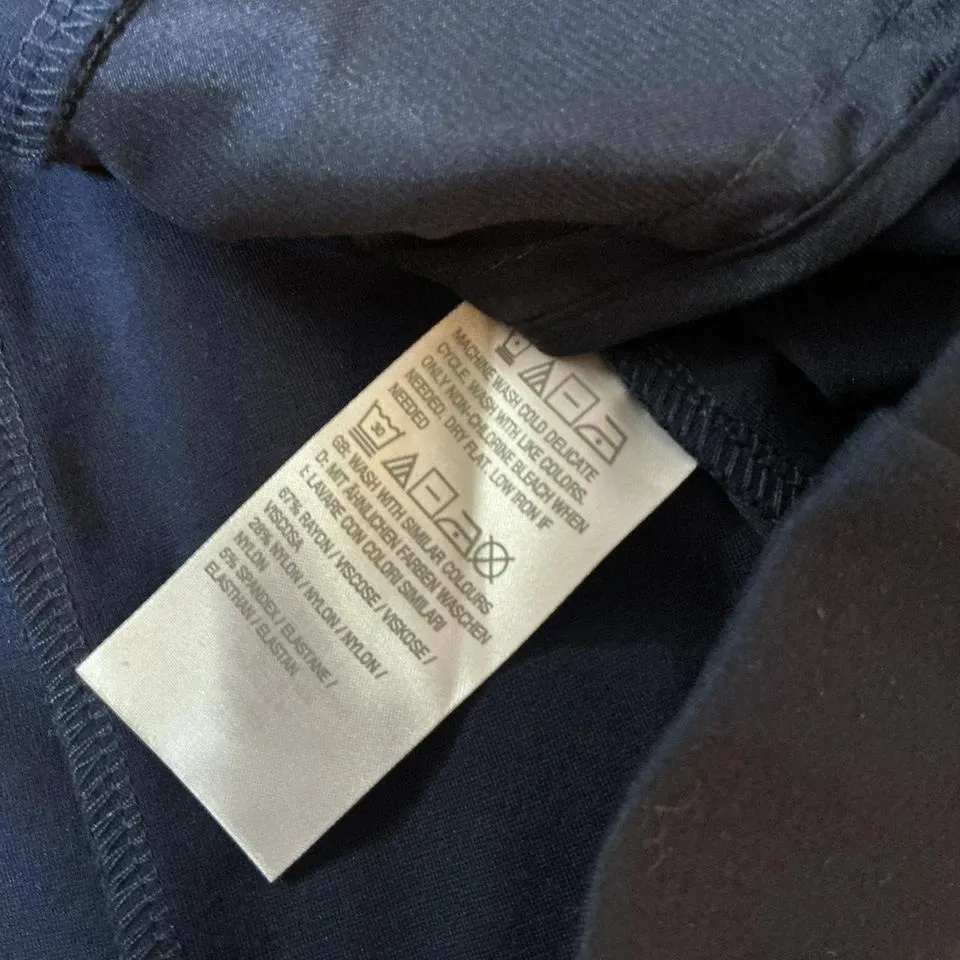 MACHINE WASH COLD DELICATE
CYCLE. WASH WITH LIKE COLOURS.
ONLY NON-CHLORINE BLEACH WHEN
NEEDED. DRY FLAT. LOW IRON IF
NEEDED
30
GB: WASH WITH SIMILAR COLOURS
D: MIT ÄHNLICHEN FARBEN WASCHEN
I: LAVARE CON COLORI SIMILARI
67% RAYON / VISCOSE / VISKOSE /
VISCOSA
28% NYLON / NYLON / NYLON /
NYLON
5% SPANDEX / ELASTANE /
ELASTHAN / ELASTAN